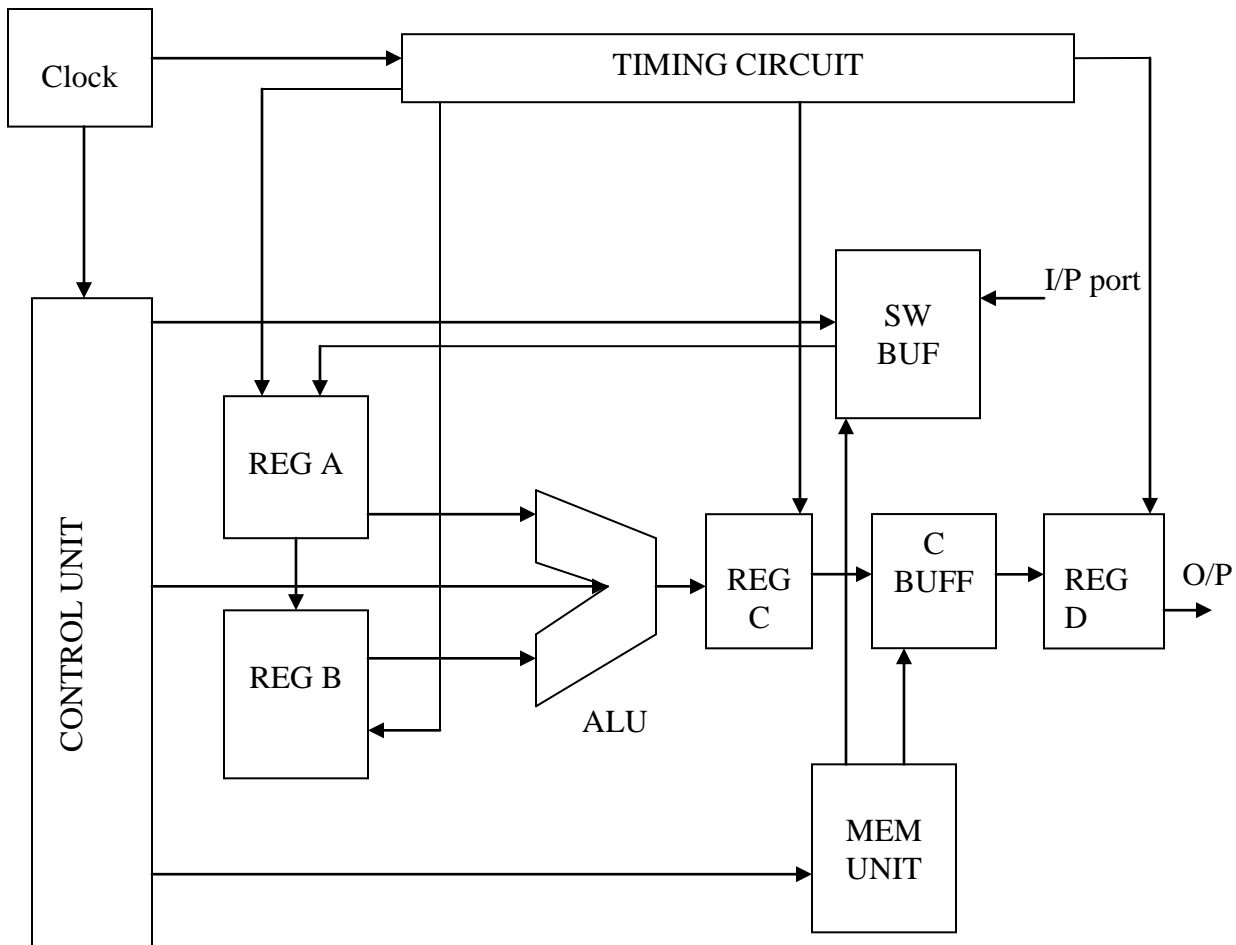 TIMING CIRCUIT
Clock
I/P port
SW
BUF
REG A
CONTROL UNIT
C
BUFF
REG
C
REG
D
O/P
REG B
ALU
MEM
UNIT